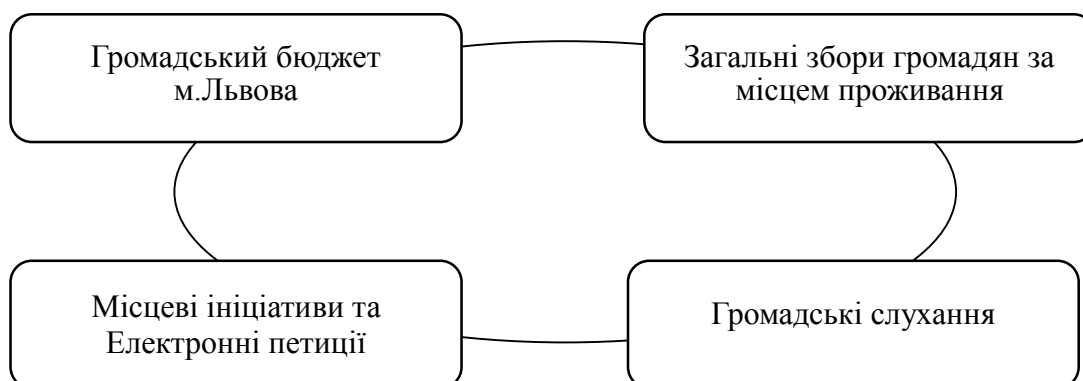 Громадський бюджет
м.Львова
Загальні збори громадян за
місцем проживання
Місцеві ініціативи та
Електронні петиції
Громадські слухання